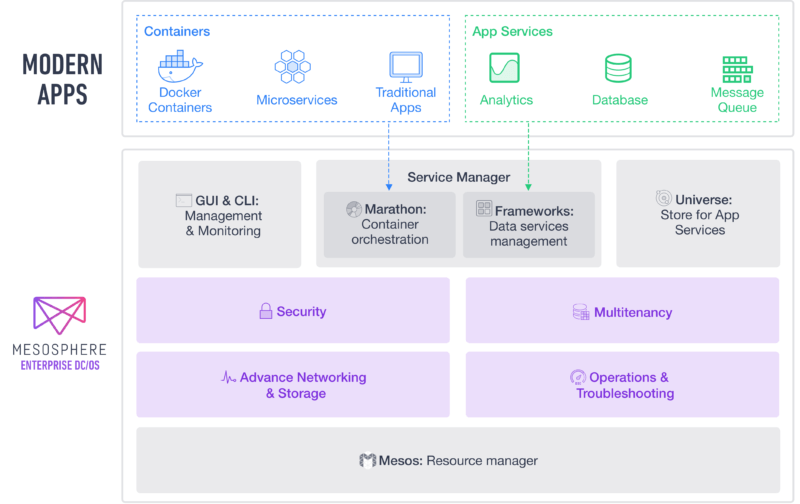 MODERN
APPS
Containers
Docker
Containers
Microservices
Traditional
Apps
App Services
Analytics
Database
Message
Queue
MESOSPHERE
ENTERPRISE DC/OS
GUI & CLI:
Management
& Monitoring
Service Manager
Marathon:
Container
orchestration
Frameworks:
Data services
management
Universe:
Store for App
Services
Security
Multitenancy
Advance Networking
& Storage
Operations &
Troubleshooting
Mesos: Resource manager